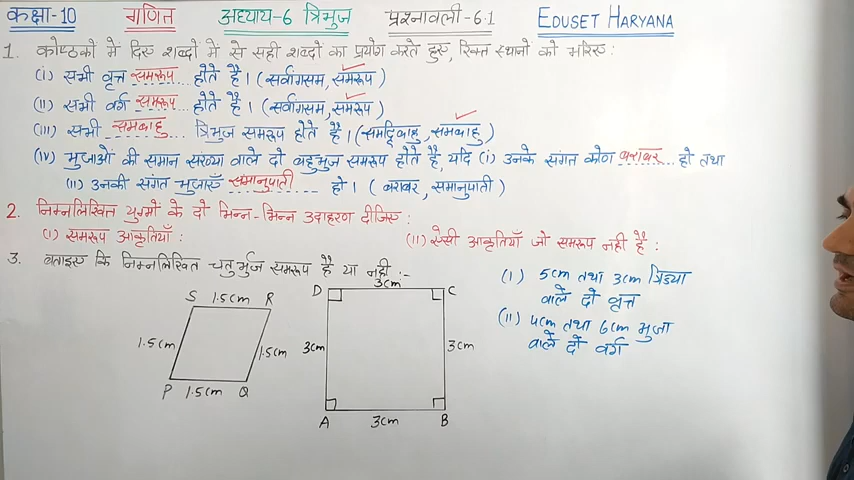 कक्षा-10 गणित अध्याय-6 त्रिभुज प्रश्नावली-6.1 EDUSET HARYANA
1. कोष्ठकों में दिए शब्दों में से सही शब्दों का प्रयोग करते हुए, रिक्त स्थानों को भरिए:
(i) सभी वृत्त समरूप होते हैं। (सर्वांगसम, समरूप)
(ii) सभी वर्ग समरूप होते हैं। (सर्वांगसम, समरूप)
(iii) सभी समबाहु त्रिभुज समरूप होते हैं। (समद्विबाहु, समबाहु)
(iv) भुजाओं की समान संख्या वाले दो बहुभुज समरूप होते हैं, यदि (i) उनके संगत कोण बराबर हो तथा
(ii) उनकी संगत भुजाएँ समानुपाती हो। (बराबर, समानुपाती)
2. निम्नलिखित युग्मों के दो भिन्न-भिन्न उदाहरण दीजिए:
(i) समरूप आकृतियाँ: (ii) ऐसी आकृतियाँ जो समरूप नही है:
3. बताइए कि निम्नलिखित चतुर्भुज समरूप है या नही:-
S 1.5cm R
1.5cm 1.5cm
P 1.5cm Q
D 3cm C
3cm 3cm
A 3cm B
(i) 5cm तथा 3cm त्रिज्या
वाले दो वृत्त
(ii) 4cm तथा 6cm भुजा
वाले दो वर्ग